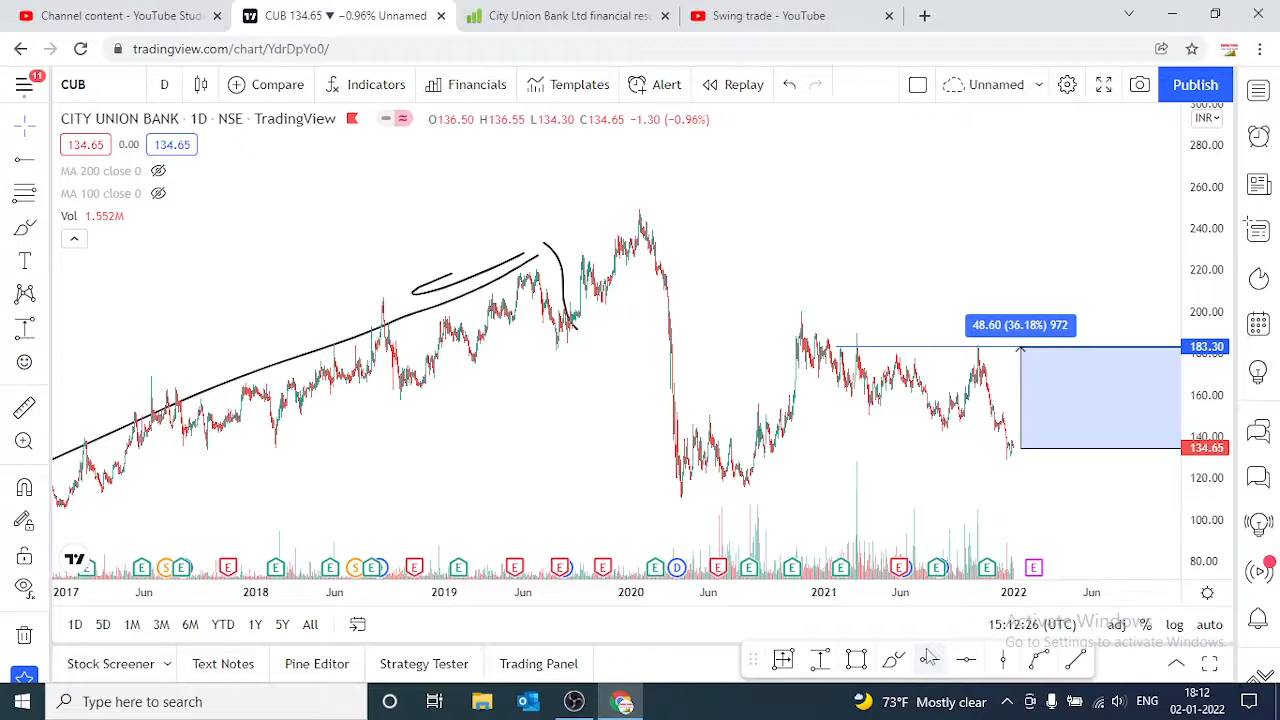 Channel content - YouTube Stud
CUB 134.65 ▼ −0.96% Unnamed
City Union Bank Ltd financial res
Swing trade - YouTube
tradingview.com/chart/YdrDpYo0/
11
CUB
D
Compare
Indicators
Financials
Templates
Alert
Replay
Unnamed
Publish
CITY UNION BANK · 1D · NSE · TradingView
O136.50 H136.55 L134.30 C134.65 −1.30 (−0.96%)
300.00
INR
134.65
0.00
134.65
MA 200 close 0
MA 100 close 0
Vol 1.552M
280.00
260.00
240.00
220.00
200.00
183.30
180.00
160.00
140.00
134.65
120.00
100.00
80.00
48.60 (36.18%) 972
E E S E E E E S E E E E E E E D E E E E E E E E
2017
Jun
2018
Jun
2019
Jun
2020
Jun
2021
Jun
2022
Jun
1D
5D
1M
3M
6M
YTD
1Y
5Y
All
15:12:26 (UTC)
adj
%
log
auto
Activate Windows
Go to Settings to activate Windows.
Stock Screener
Text Notes
Pine Editor
Strategy Tester
Trading Panel
Type here to search
73°F Mostly clear
ENG
18:12
02-01-2022